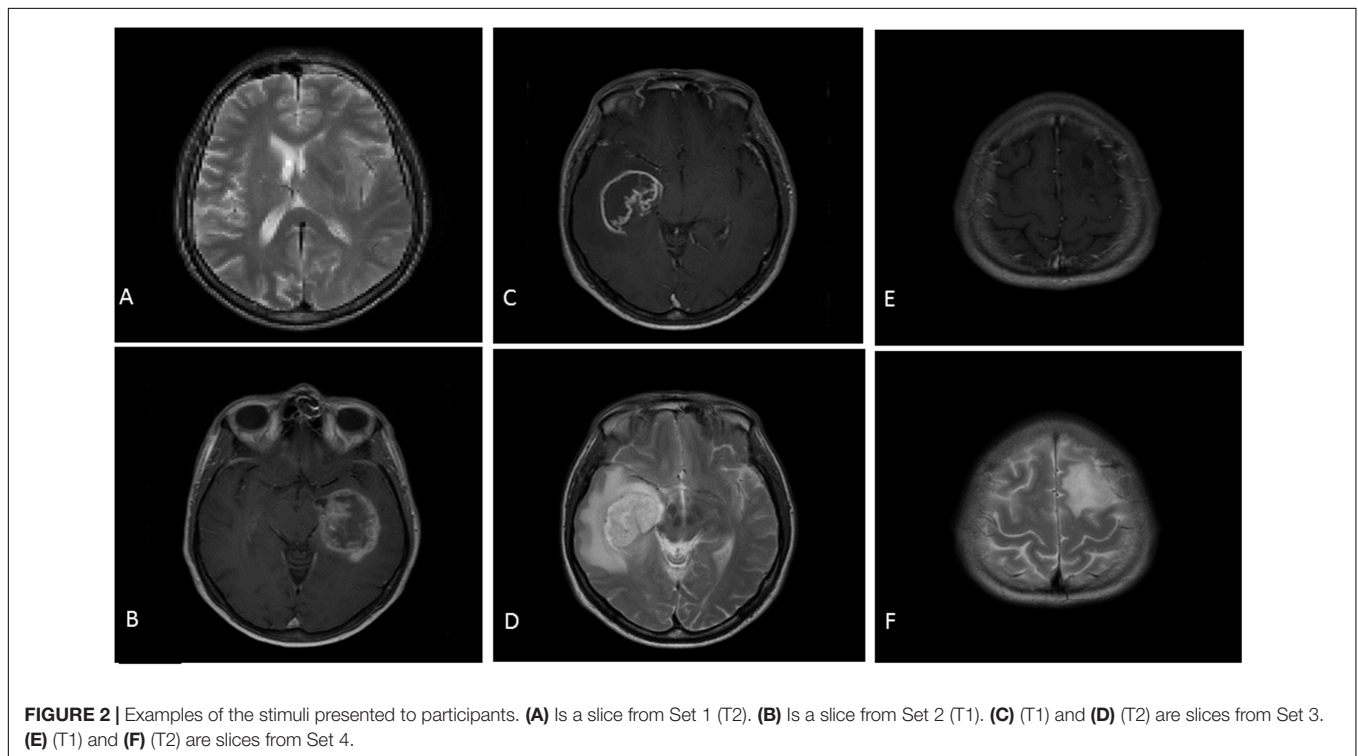 A
C
E
B
D
F
FIGURE 2 | Examples of the stimuli presented to participants. (A) Is a slice from Set 1 (T2). (B) Is a slice from Set 2 (T1). (C) (T1) and (D) (T2) are slices from Set 3.
(E) (T1) and (F) (T2) are slices from Set 4.